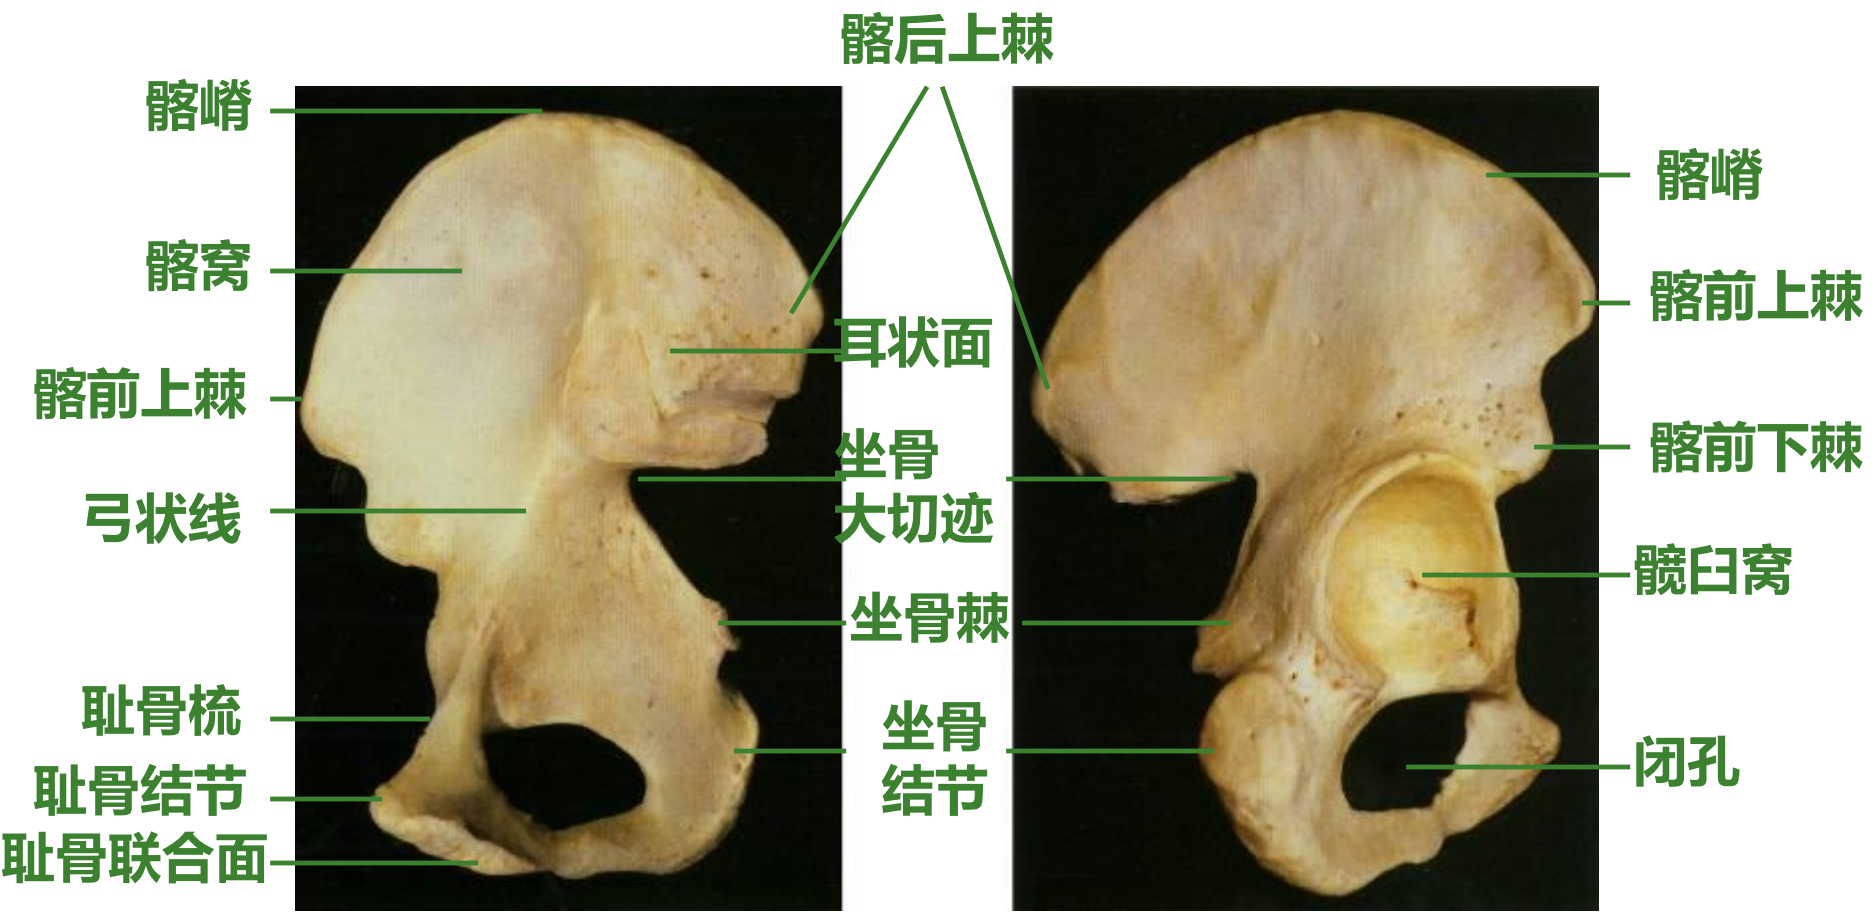 髂后上棘
髂嵴
髂窝
髂前上棘
弓状线
耻骨梳
耻骨结节
耻骨联合面
耳状面
坐骨
大切迹
坐骨棘
坐骨
结节
髂嵴
髂前上棘
髂前下棘
髋臼窝
闭孔